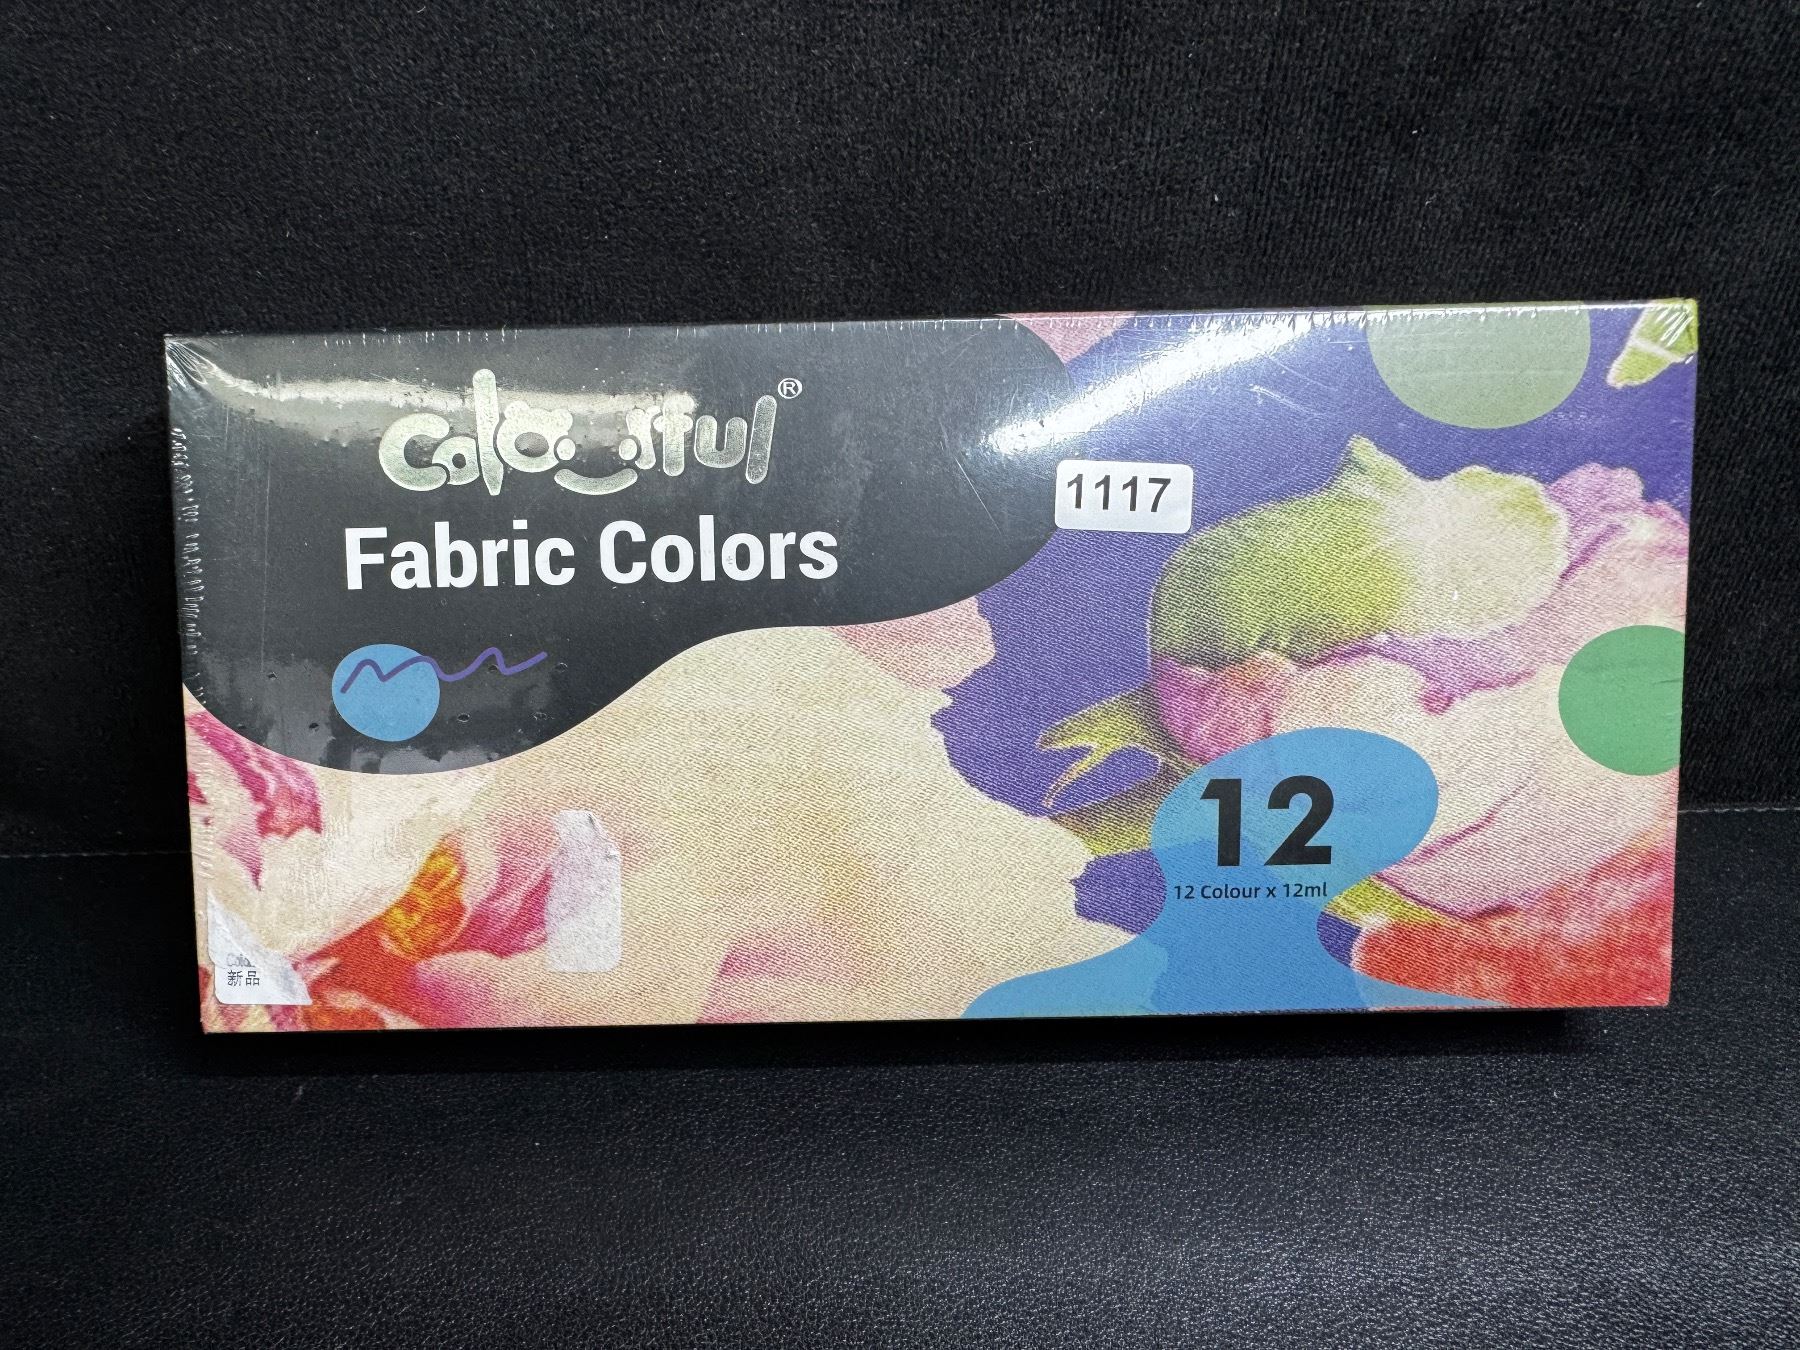 Colourful®
Fabric Colors
1117
12
12 Colour x 12ml
新品